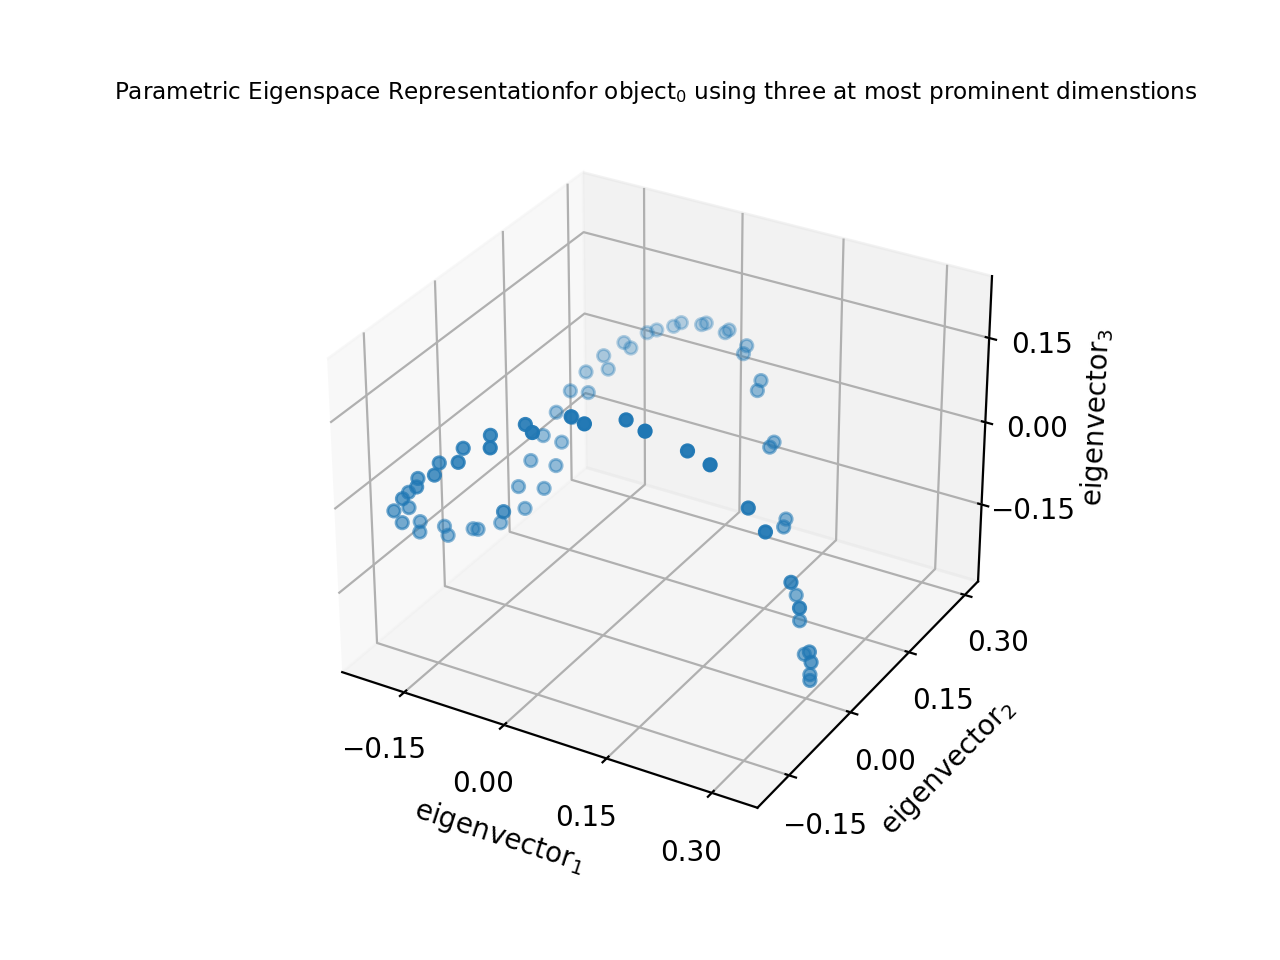 Parametric Eigenspace Representationfor object₀ using three at most prominent dimenstions
0.15
0.00
−0.15
eigenvector₃
0.30
0.15
0.00
−0.15
eigenvector₂
−0.15
0.00
0.15
0.30
eigenvector₁